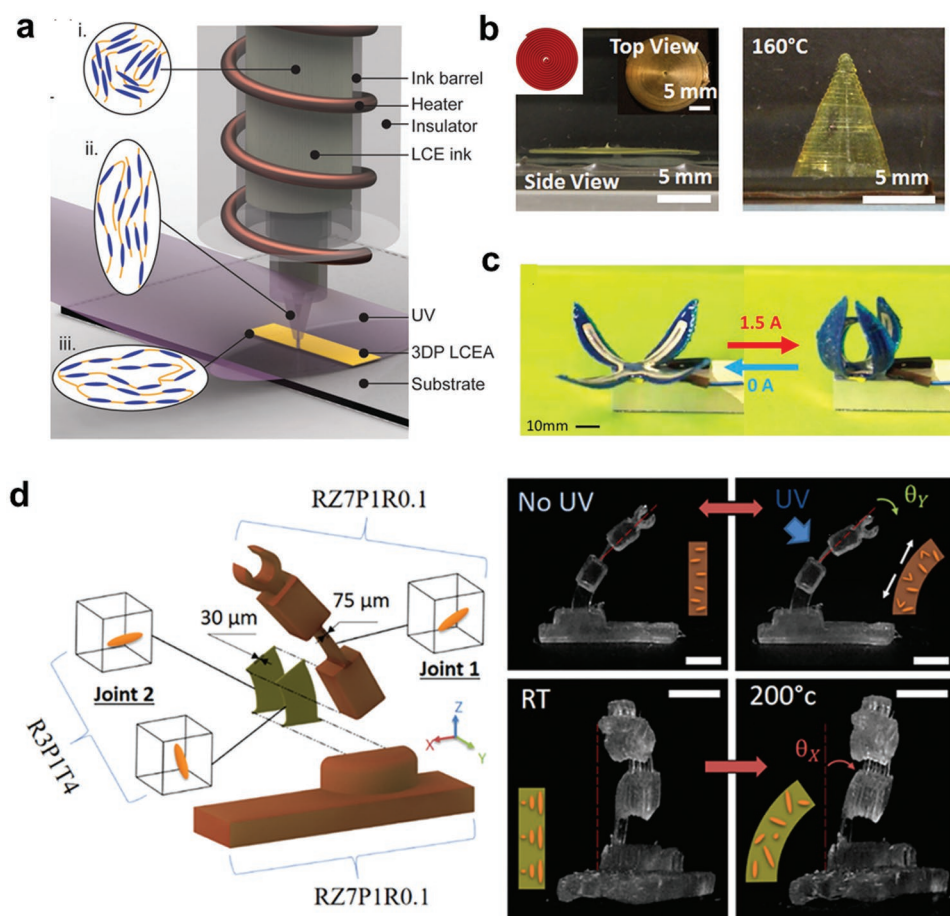 a
i.
ii.
iii.
Ink barrel
Heater
Insulator
LCE ink
UV
3DP LCEA
Substrate
b
Top View
5 mm
Side View
5 mm
160°C
5 mm
c
1.5 A
0 A
10mm
d
RZ7P1R0.1
30 μm
75 μm
Joint 2
Joint 1
R3P1T4
Z
X
Y
RZ7P1R0.1
No UV
UV
θY
RT
200°c
θX